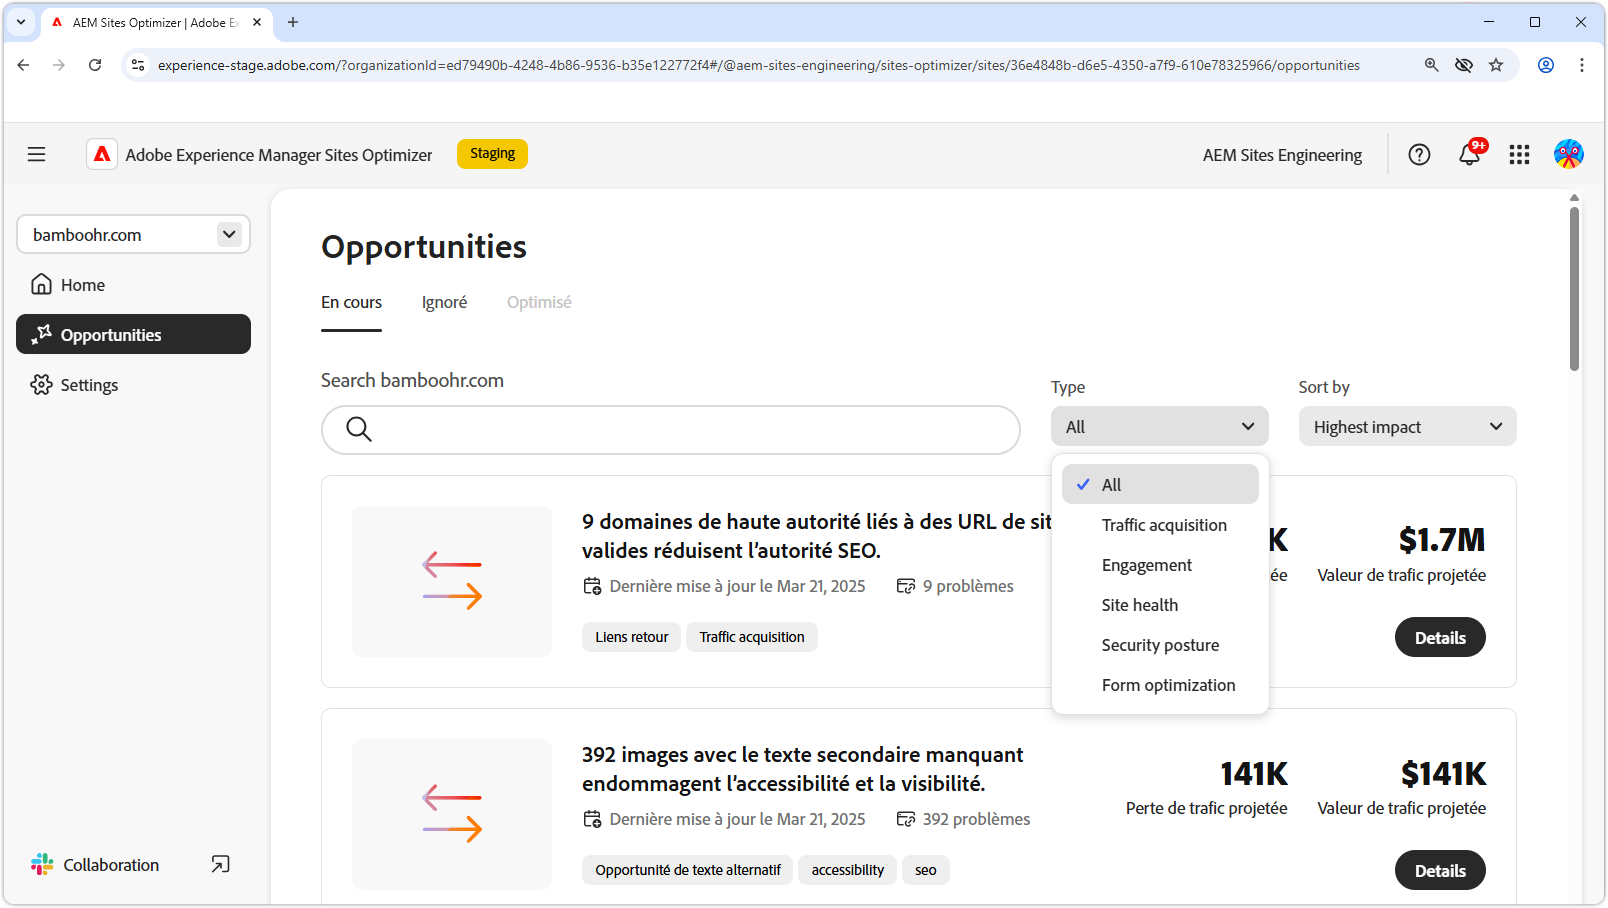 AEM Sites Optimizer | Adobe Ex
experience-stage.adobe.com/?organizationId=ed79490b-4248-4b86-9536-b35e122772f4#/@aem-sites-engineering/sites-optimizer/sites/36e4848b-d6e5-4350-a7f9-610e78325966/opportunities
Adobe Experience Manager Sites Optimizer
Staging
AEM Sites Engineering
9+
bamboohr.com
Home
Opportunities
Settings
Collaboration
Opportunities
En cours
Ignoré
Optimisé
Search bamboohr.com
Type
All
Sort by
Highest impact
All
Traffic acquisition
Engagement
Site health
Security posture
Form optimization
9 domaines de haute autorité liés à des URL de sit
valides réduisent l’autorité SEO.
Dernière mise à jour le Mar 21, 2025
9 problèmes
Liens retour
Traffic acquisition
K
ée
$1.7M
Valeur de trafic projetée
Details
392 images avec le texte secondaire manquant
endommagent l’accessibilité et la visibilité.
Dernière mise à jour le Mar 21, 2025
392 problèmes
Opportunité de texte alternatif
accessibility
seo
141K
Perte de trafic projetée
$141K
Valeur de trafic projetée
Details